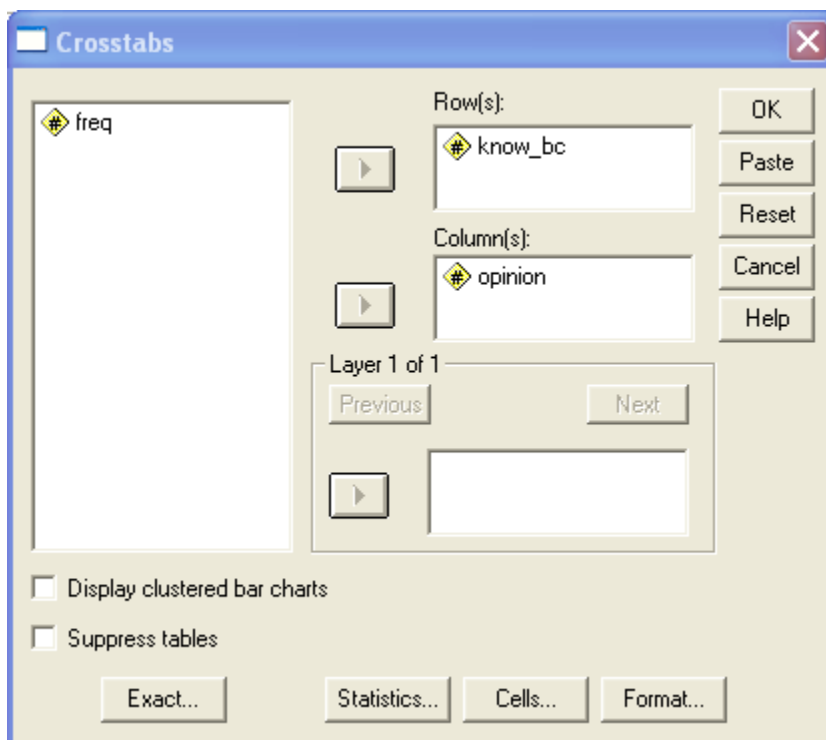 Crosstabs
# freq
Row(s):
# know_bc
Column(s):
# opinion
OK
Paste
Reset
Cancel
Help
Layer 1 of 1
Previous
Next
Display clustered bar charts
Suppress tables
Exact...
Statistics...
Cells...
Format...